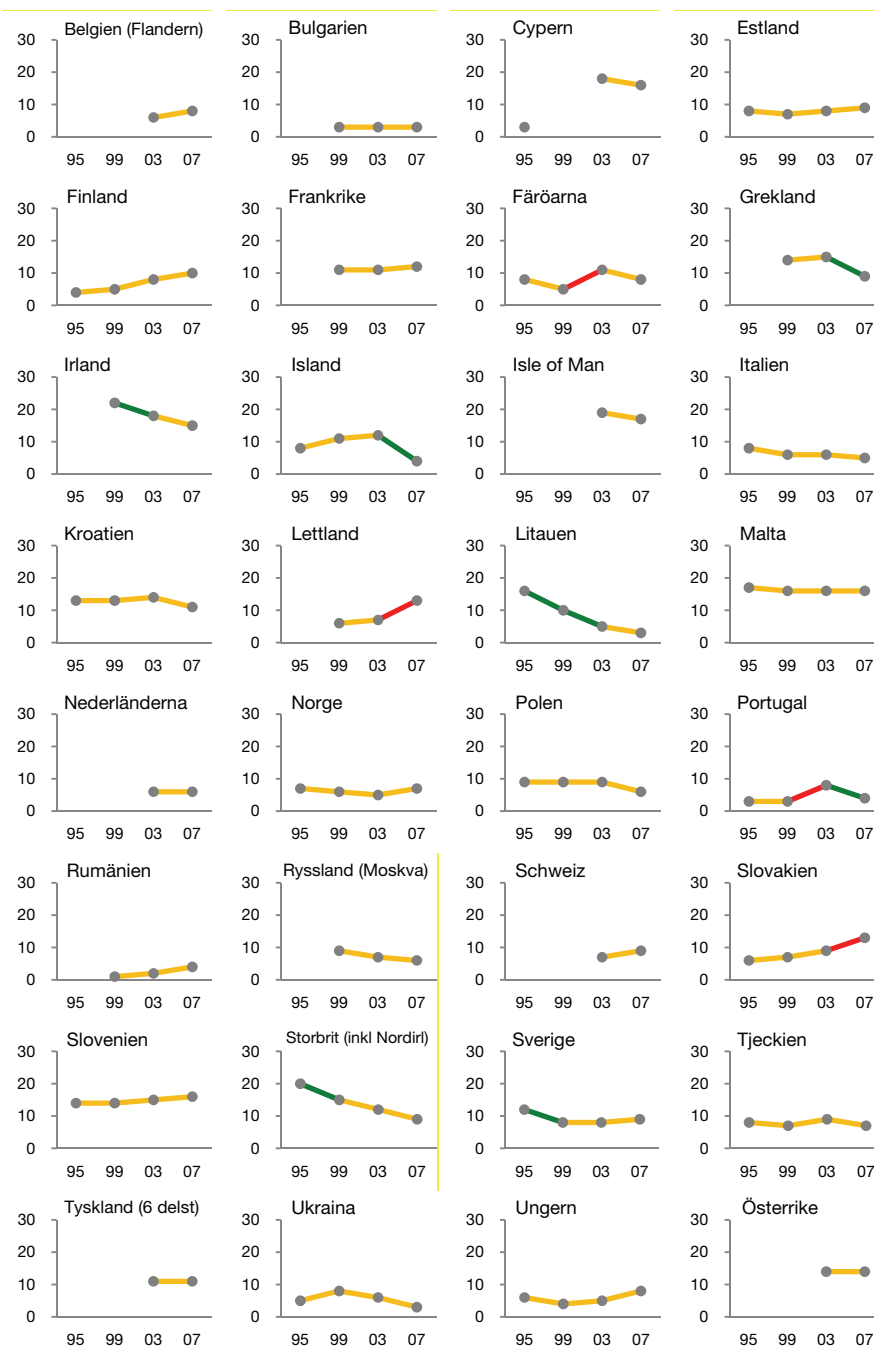 Belgien (Flandern)
30
20
10
0
95 99 03 07
Bulgarien
30
20
10
0
95 99 03 07
Cypern
30
20
10
0
95 99 03 07
Estland
30
20
10
0
95 99 03 07
Finland
30
20
10
0
95 99 03 07
Frankrike
30
20
10
0
95 99 03 07
Färöarna
30
20
10
0
95 99 03 07
Grekland
30
20
10
0
95 99 03 07
Irland
30
20
10
0
95 99 03 07
Island
30
20
10
0
95 99 03 07
Isle of Man
30
20
10
0
95 99 03 07
Italien
30
20
10
0
95 99 03 07
Kroatien
30
20
10
0
95 99 03 07
Lettland
30
20
10
0
95 99 03 07
Litauen
30
20
10
0
95 99 03 07
Malta
30
20
10
0
95 99 03 07
Nederländerna
30
20
10
0
95 99 03 07
Norge
30
20
10
0
95 99 03 07
Polen
30
20
10
0
95 99 03 07
Portugal
30
20
10
0
95 99 03 07
Rumänien
30
20
10
0
95 99 03 07
Ryssland (Moskva)
30
20
10
0
95 99 03 07
Schweiz
30
20
10
0
95 99 03 07
Slovakien
30
20
10
0
95 99 03 07
Slovenien
30
20
10
0
95 99 03 07
Storbrit (inkl Nordirl)
30
20
10
0
95 99 03 07
Sverige
30
20
10
0
95 99 03 07
Tjeckien
30
20
10
0
95 99 03 07
Tyskland (6 delst)
30
20
10
0
95 99 03 07
Ukraina
30
20
10
0
95 99 03 07
Ungern
30
20
10
0
95 99 03 07
Österrike
30
20
10
0
95 99 03 07